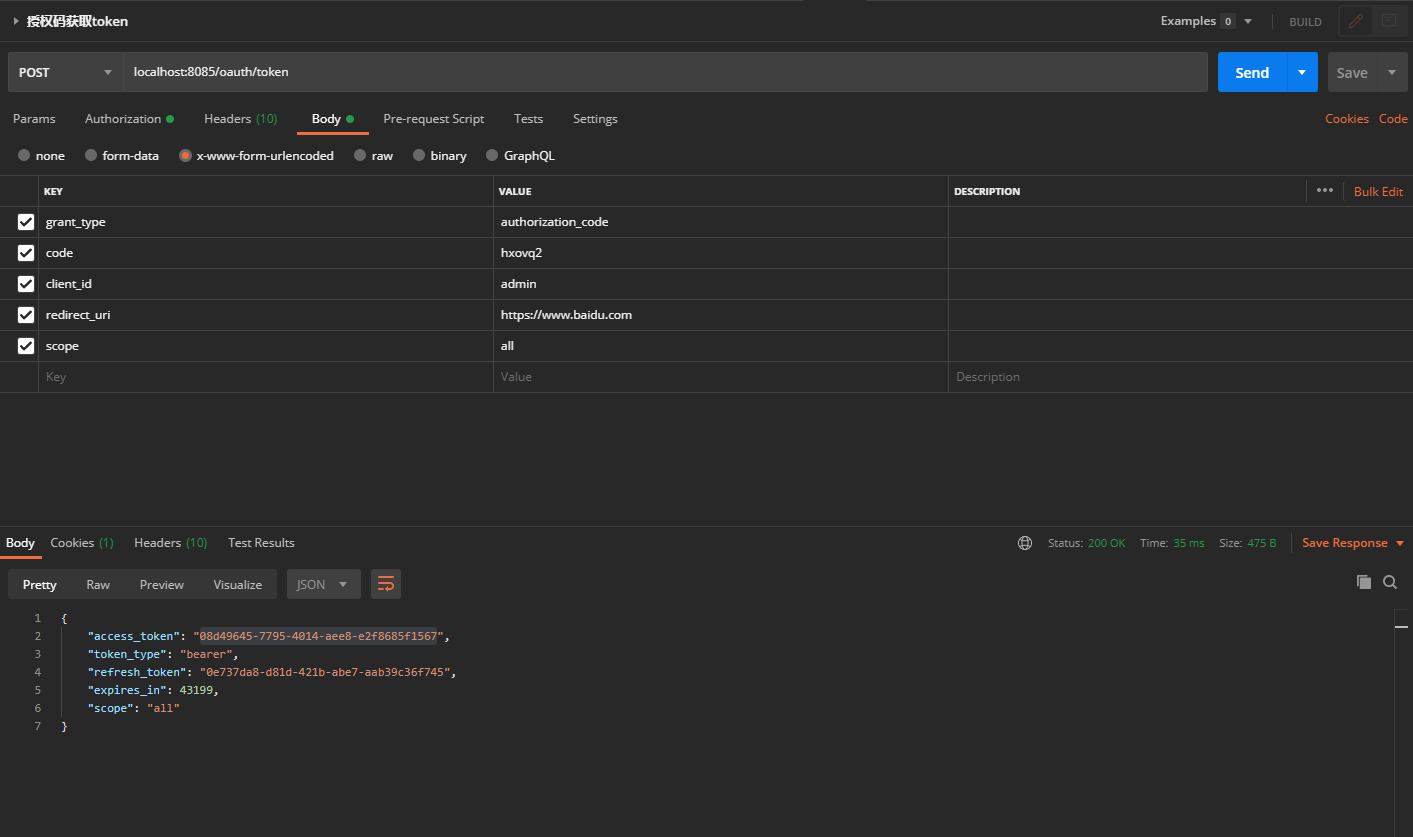 授权码获取token
Examples 0 BUILD
POST localhost:8085/oauth/token Send Save
Params Authorization Headers (10) Body Pre-request Script Tests Settings Cookies Code
none form-data x-www-form-urlencoded raw binary GraphQL
KEY VALUE DESCRIPTION ••• Bulk Edit
grant_type authorization_code
code hxovq2
client_id admin
redirect_uri https://www.baidu.com
scope all
Key Value Description
Body Cookies (1) Headers (10) Test Results Status: 200 OK Time: 35 ms Size: 475 B Save Response
Pretty Raw Preview Visualize JSON
1 {
2 "access_token": "08d49645-7795-4014-aee8-e2f8685f1567",
3 "token_type": "bearer",
4 "refresh_token": "0e737da8-d81d-421b-abe7-aab39c36f745",
5 "expires_in": 43199,
6 "scope": "all"
7 }